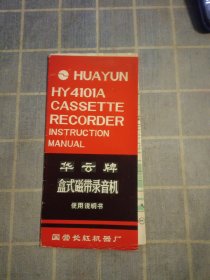 HUAYUN
HY4101A
CASSETTE
RECORDER
INSTRUCTION
MANUAL
华云牌
盒式磁带录音机
使用说明书
国营长虹机器厂